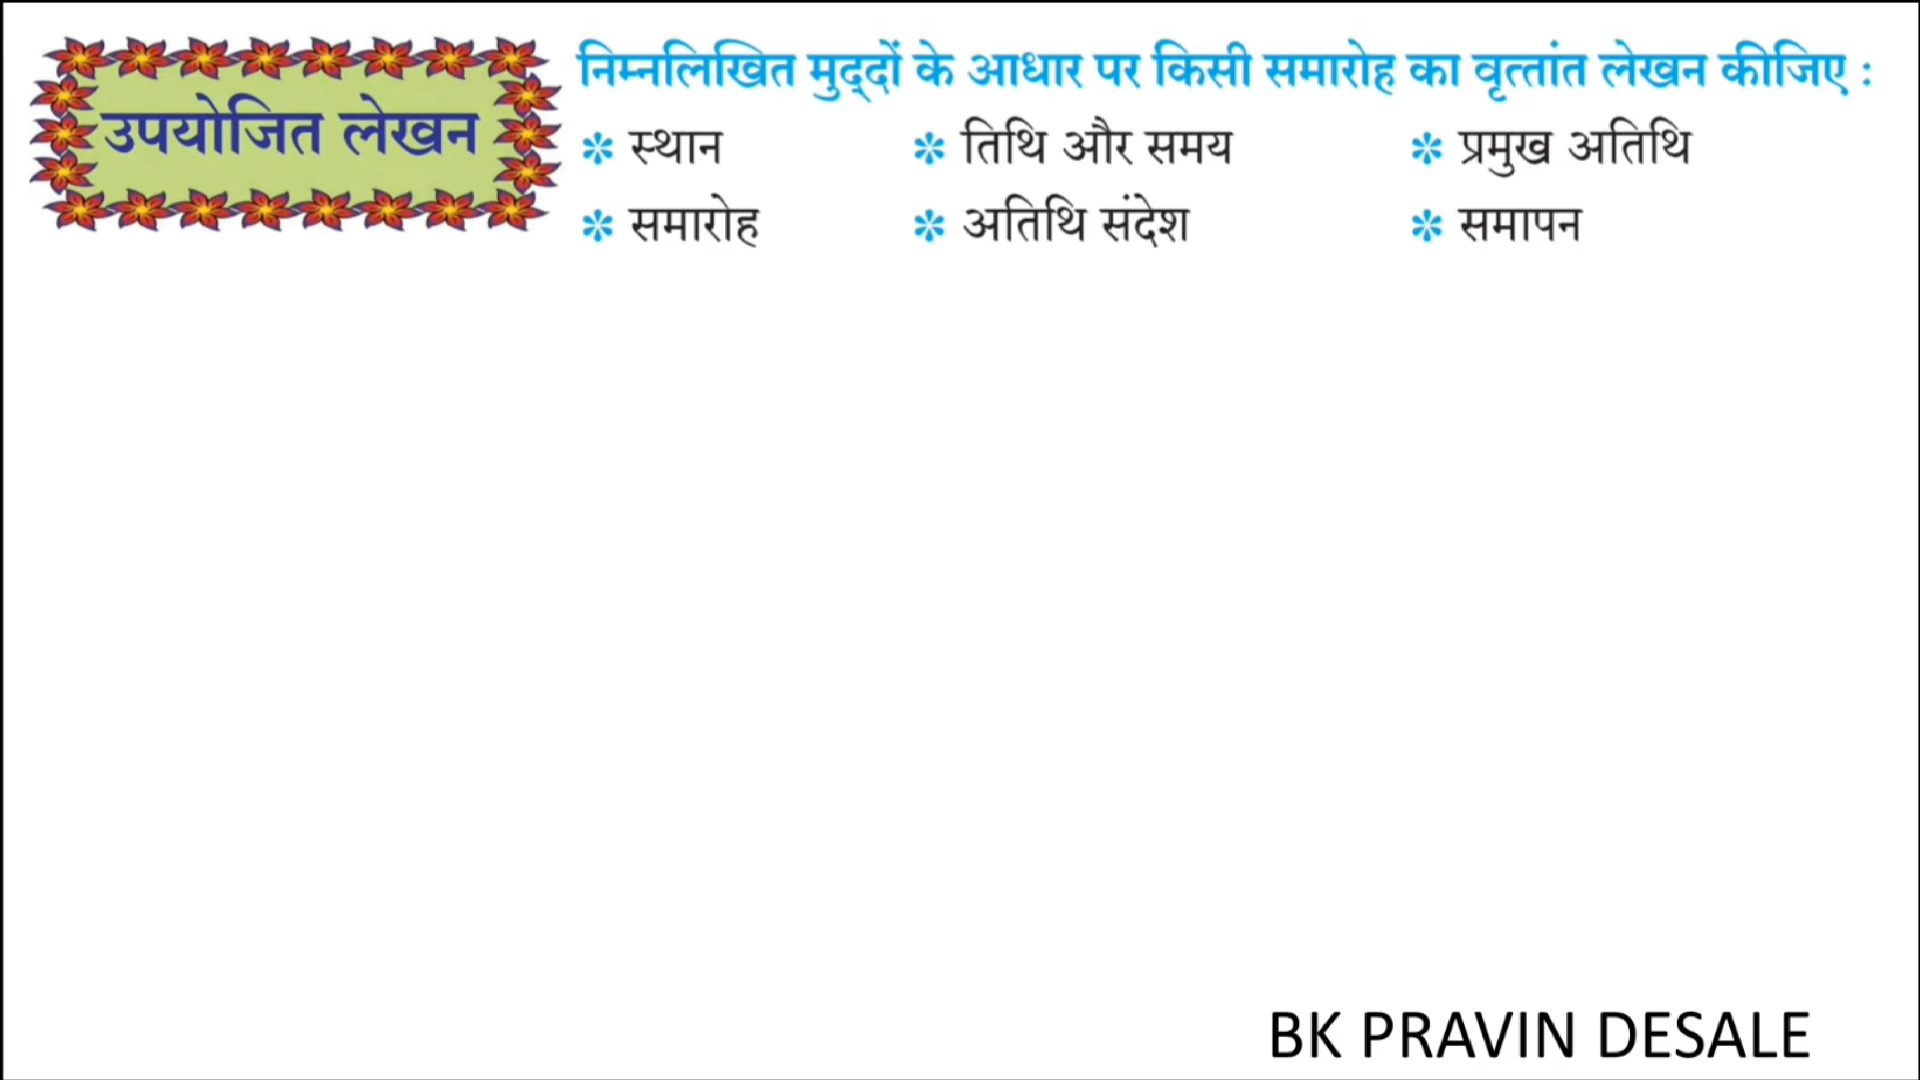 उपयोजित लेखन
निम्नलिखित मुद्‌दों के आधार पर किसी समारोह का वृत्तांत लेखन कीजिए :
* स्थान * तिथि और समय * प्रमुख अतिथि
* समारोह * अतिथि संदेश * समापन
BK PRAVIN DESALE